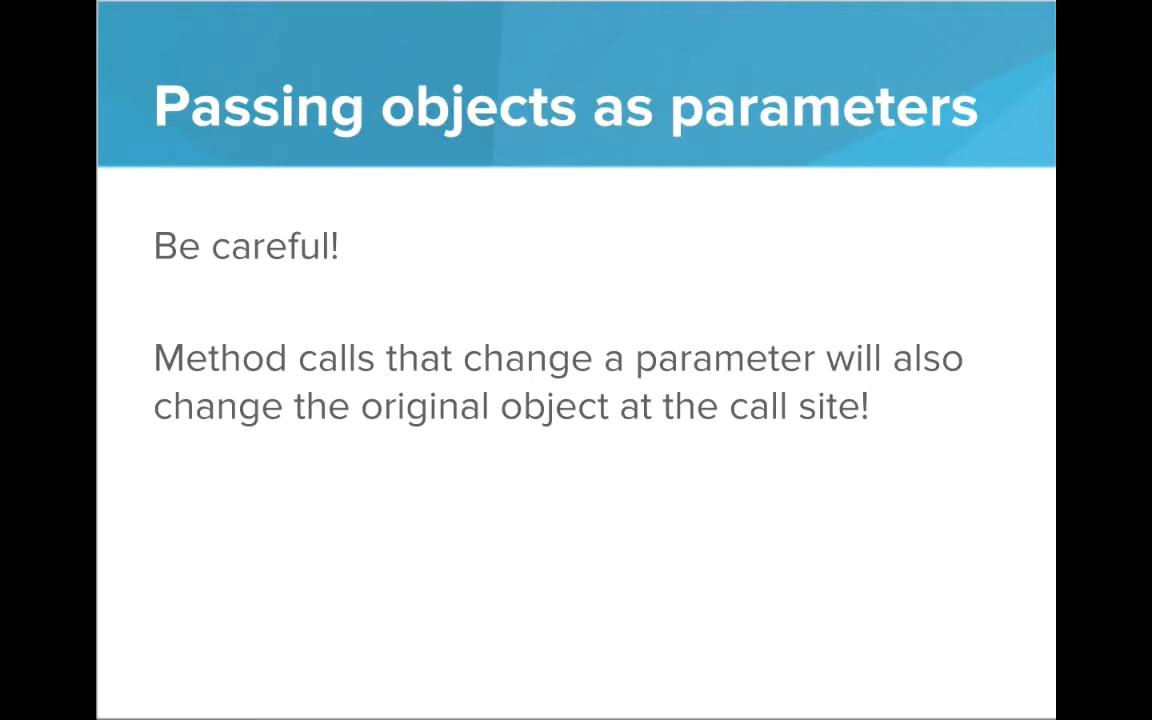 Passing objects as parameters
Be careful!
Method calls that change a parameter will also
change the original object at the call site!